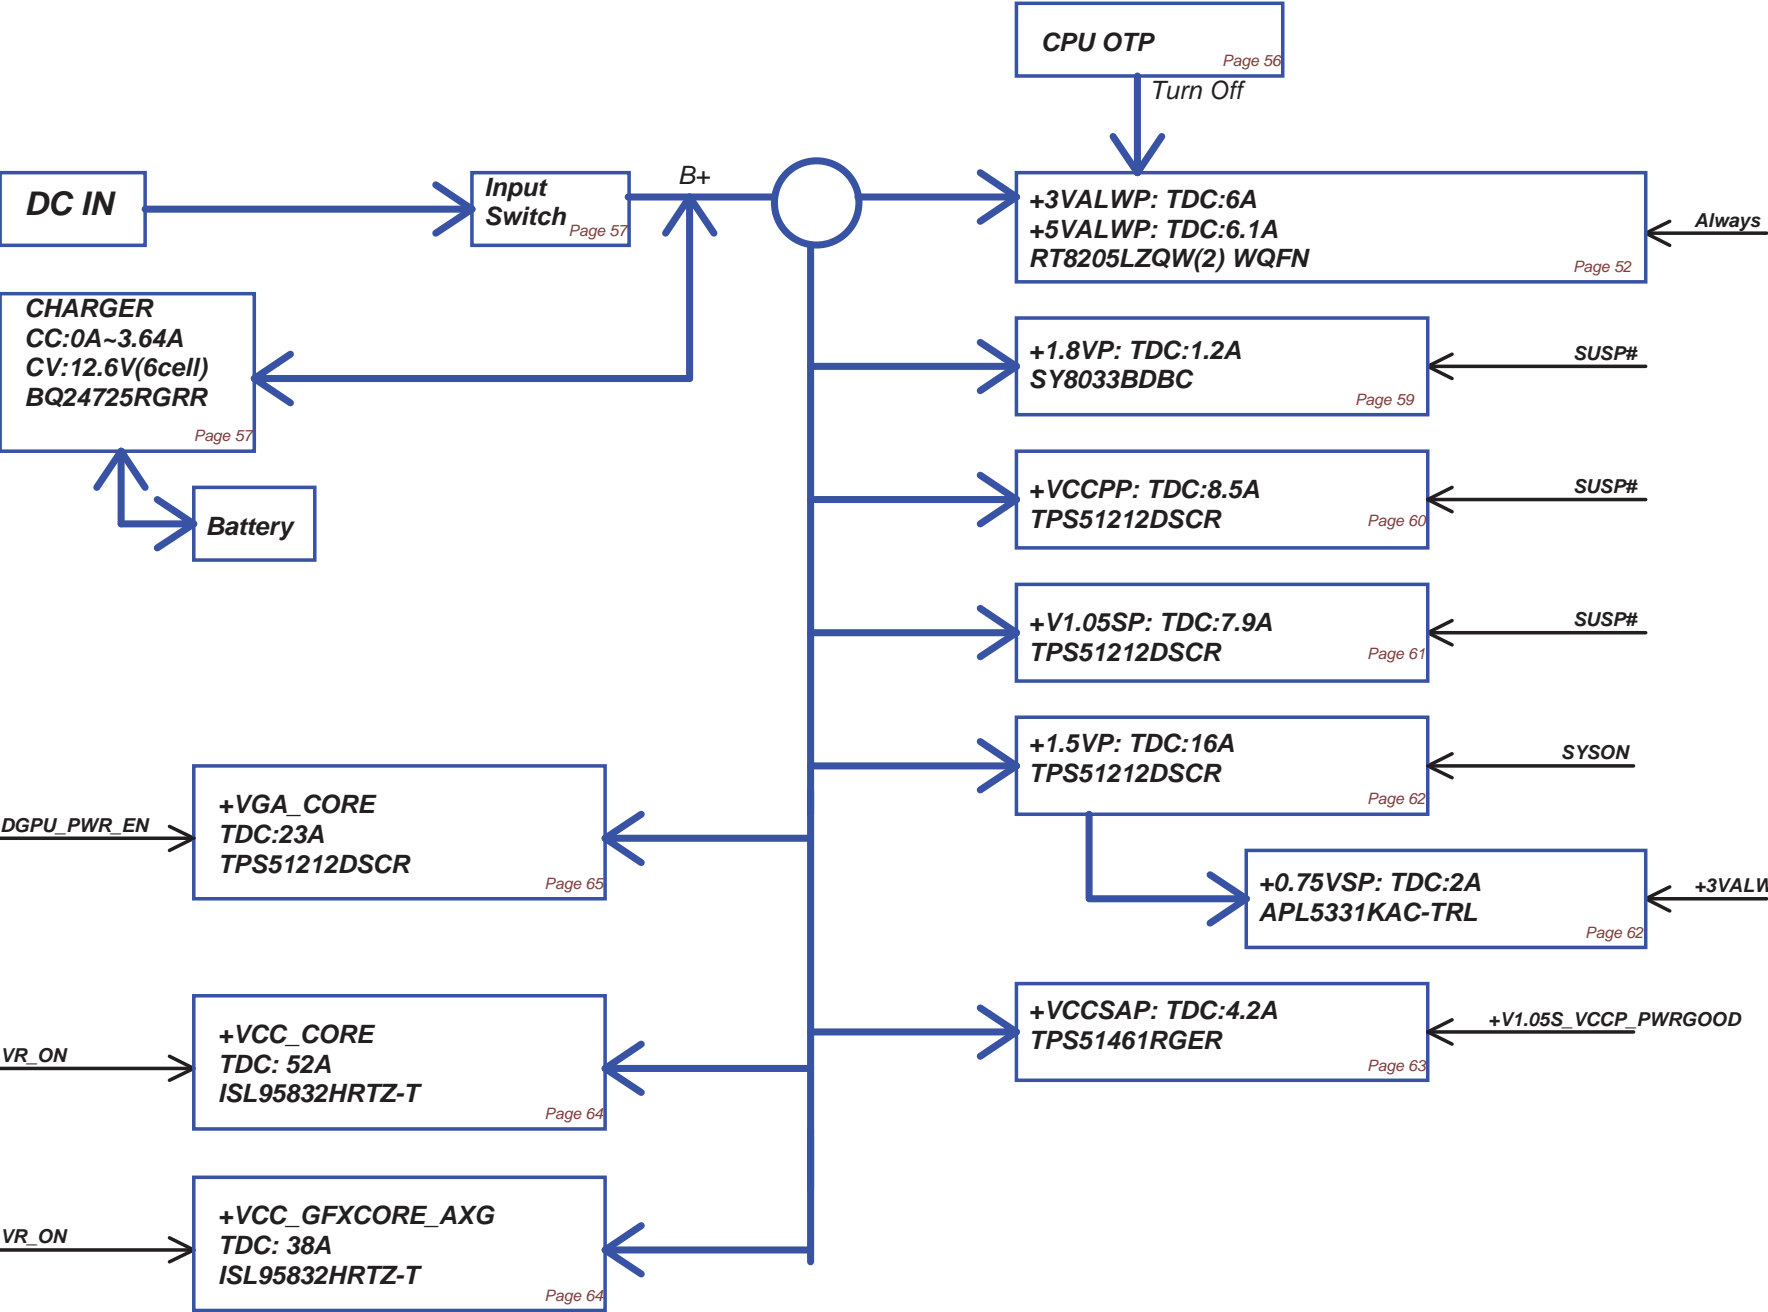 CPU OTP
Page 56
Turn Off
DC IN
Input
Switch
Page 57
B+
+3VALWP: TDC:6A
+5VALWP: TDC:6.1A
RT8205LZQW(2) WQFN
Page 52
Always
CHARGER
CC:0A~3.64A
CV:12.6V(6cell)
BQ24725RGRR
Page 57
Battery
+1.8VP: TDC:1.2A
SY8033BDBC
Page 59
SUSP#
+VCCPP: TDC:8.5A
TPS51212DSCR
Page 60
SUSP#
+V1.05SP: TDC:7.9A
TPS51212DSCR
Page 61
SUSP#
+1.5VP: TDC:16A
TPS51212DSCR
Page 62
SYSON
DGPU_PWR_EN
+VGA_CORE
TDC:23A
TPS51212DSCR
Page 65
+0.75VSP: TDC:2A
APL5331KAC-TRL
Page 62
+3VALW
VR_ON
+VCC_CORE
TDC: 52A
ISL95832HRTZ-T
Page 64
+VCCSAP: TDC:4.2A
TPS51461RGER
Page 63
+V1.05S_VCCP_PWRGOOD
VR_ON
+VCC_GFXCORE_AXG
TDC: 38A
ISL95832HRTZ-T
Page 64